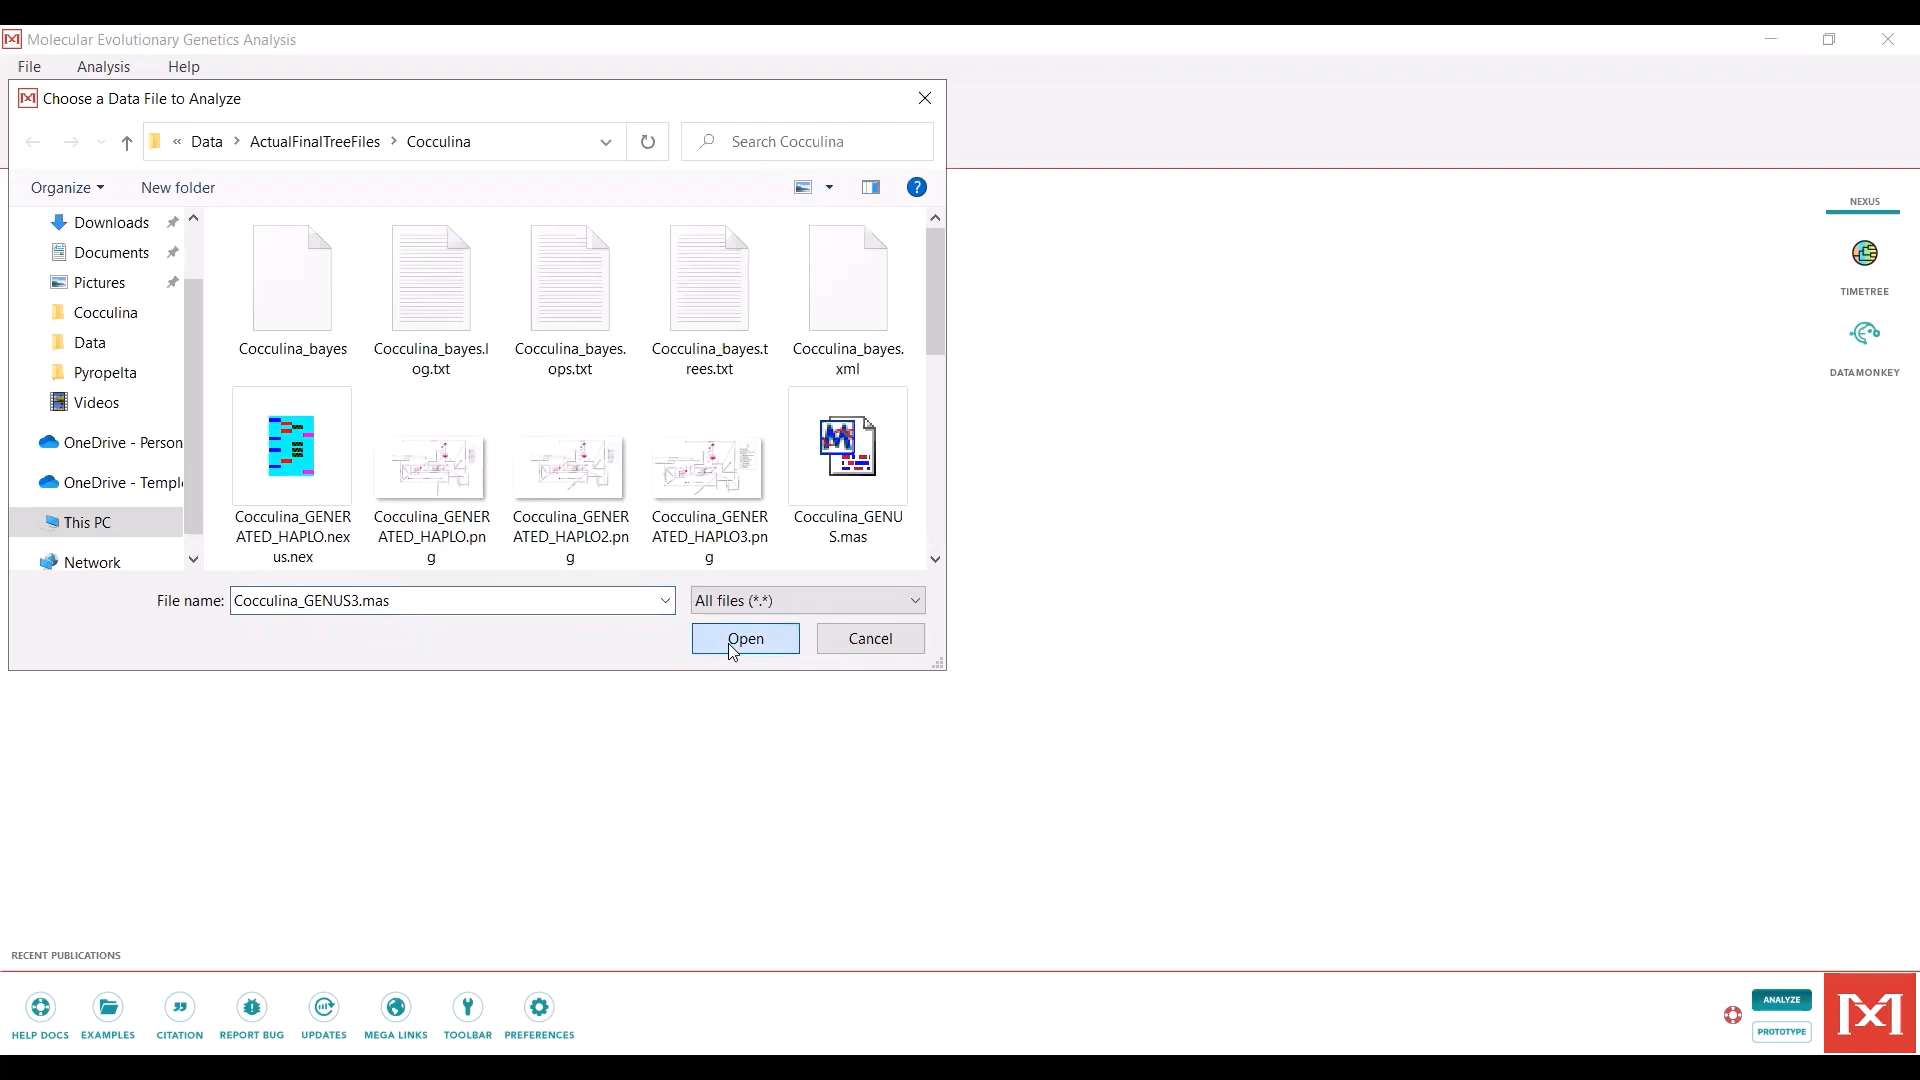 Molecular Evolutionary Genetics Analysis
File Analysis Help
Choose a Data File to Analyze
« Data > ActualFinalTreeFiles > Cocculina
Search Cocculina
Organize New folder
NEXUS
Downloads
Documents
Pictures
Cocculina
Data
Pyropelta
Videos
OneDrive - Person
OneDrive - Temple
This PC
Network
Cocculina_bayes
Cocculina_bayes.l
og.txt
Cocculina_bayes.
ops.txt
Cocculina_bayes.t
rees.txt
Cocculina_bayes.
xml
Cocculina_GENER
ATED_HAPLO.nex
us.nex
Cocculina_GENER
ATED_HAPLO.pn
g
Cocculina_GENER
ATED_HAPLO2.pn
g
Cocculina_GENER
ATED_HAPLO3.pn
g
Cocculina_GENU
S.mas
TIMETREE
DATAMONKEY
File name: Cocculina_GENUS3.mas
All files (*.*)
Open Cancel
RECENT PUBLICATIONS
HELP DOCS EXAMPLES CITATION REPORT BUG UPDATES MEGA LINKS TOOLBAR PREFERENCES
ANALYZE
PROTOTYPE